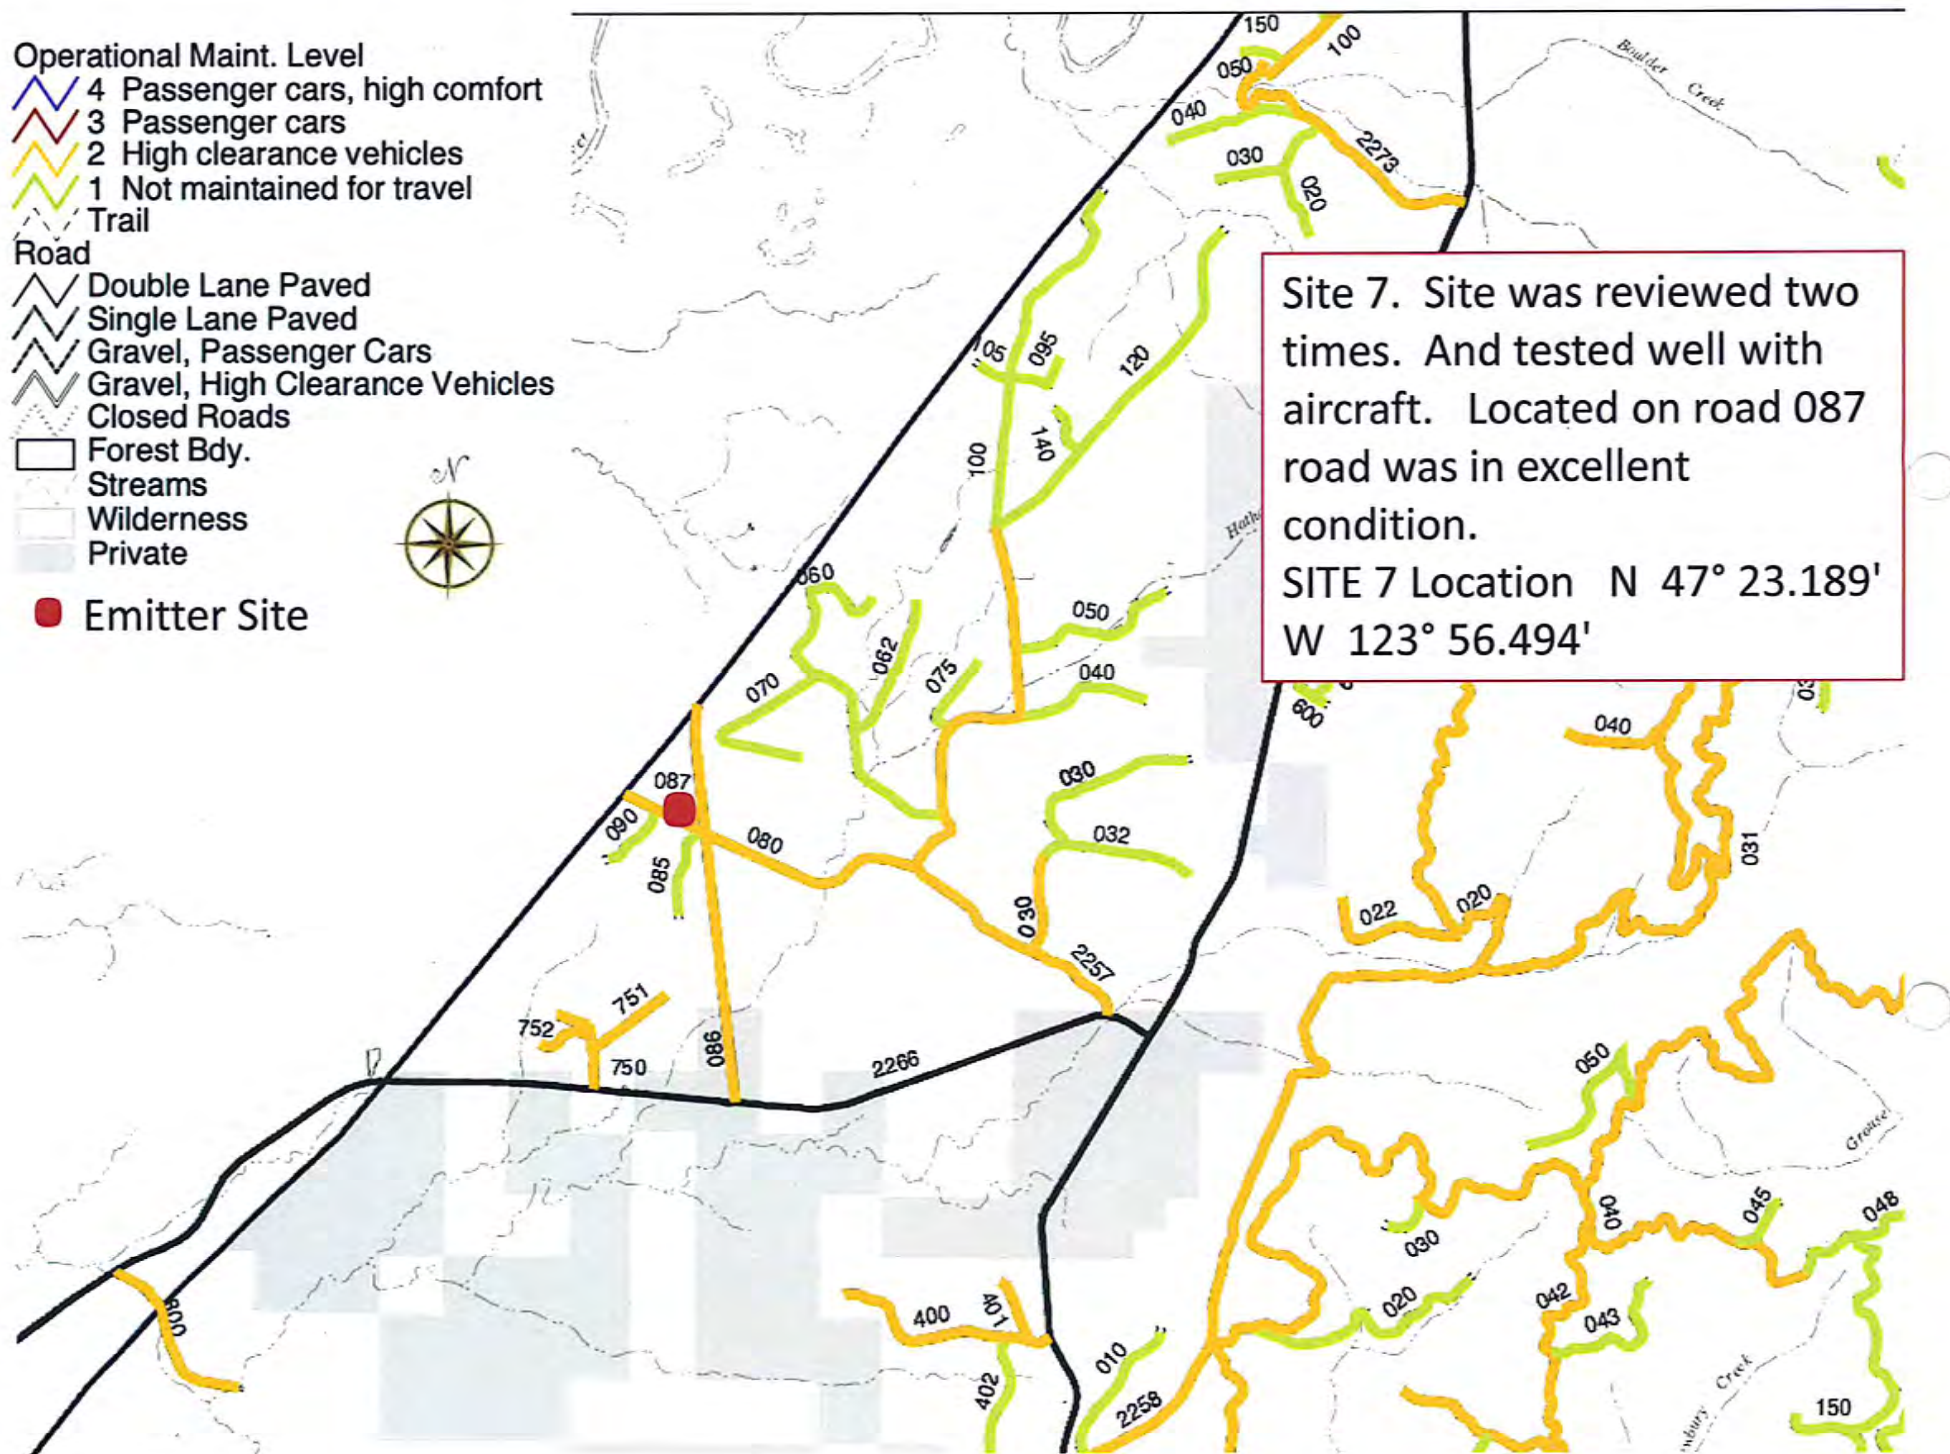 Operational Maint. Level
4 Passenger cars, high comfort
3 Passenger cars
2 High clearance vehicles
1 Not maintained for travel
Trail
Road
Double Lane Paved
Single Lane Paved
Gravel, Passenger Cars
Gravel, High Clearance Vehicles
Closed Roads
Forest Bdy.
Streams
Wilderness
Private
N
Emitter Site
150
100
050
040
2273
030
020
Boulder
Creek
Site 7. Site was reviewed two
times. And tested well with
aircraft. Located on road 087
road was in excellent
condition.
SITE 7 Location N 47° 23.189'
W 123° 56.494'
095
120
140
100
060
050
062
075
040
070
087
090
080
085
030
032
030
2257
600
040
031
022
020
751
752
750
086
2266
050
Grouse
800
040
045
048
030
020
042
043
400
401
402
010
2258
Creek
150